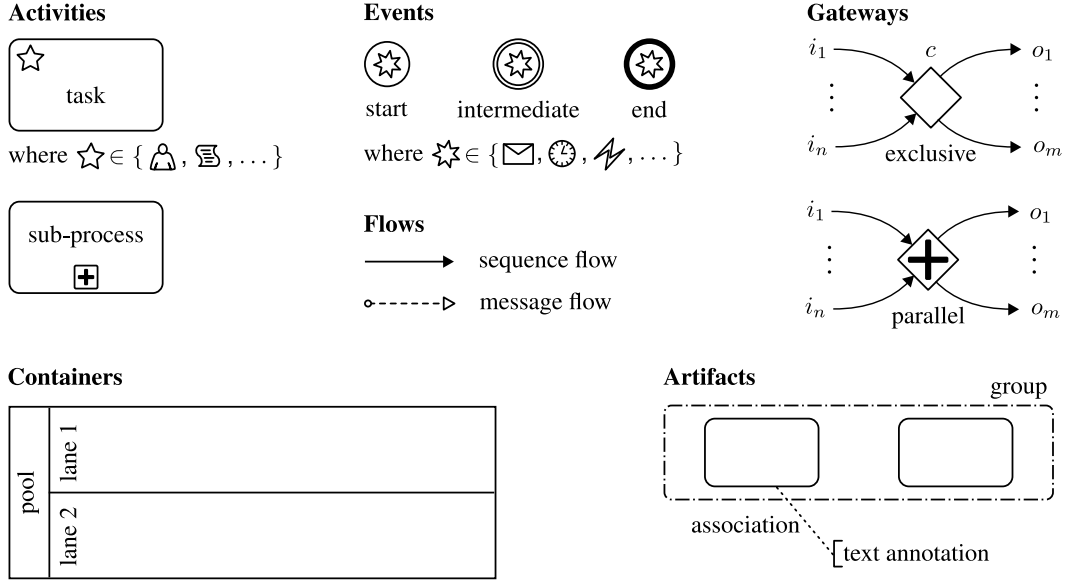 Activities
task
where ☆ ∈ { , , … }
sub-process
Events
start intermediate end
where ∈ { , , , … }
Flows
sequence flow
message flow
Gateways
i₁ c o₁
⋮ ⋮
iₙ oₘ
exclusive
i₁ o₁
⋮ ⋮
iₙ oₘ
parallel
Containers
pool
lane 1
lane 2
Artifacts
group
association
text annotation